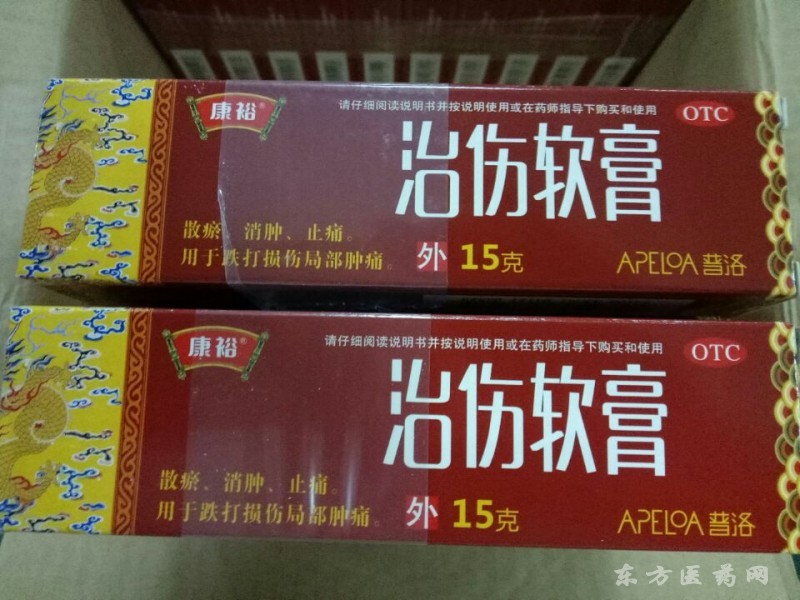 康裕®
请仔细阅读说明书并按说明使用或在药师指导下购买和使用
OTC
治伤软膏
散瘀、消肿、止痛。
用于跌打损伤局部肿痛。
外 15克
APELOA 普洛
康裕®
请仔细阅读说明书并按说明使用或在药师指导下购买和使用
OTC
治伤软膏
散瘀、消肿、止痛。
用于跌打损伤局部肿痛。
外 15克
APELOA 普洛
东方医药网